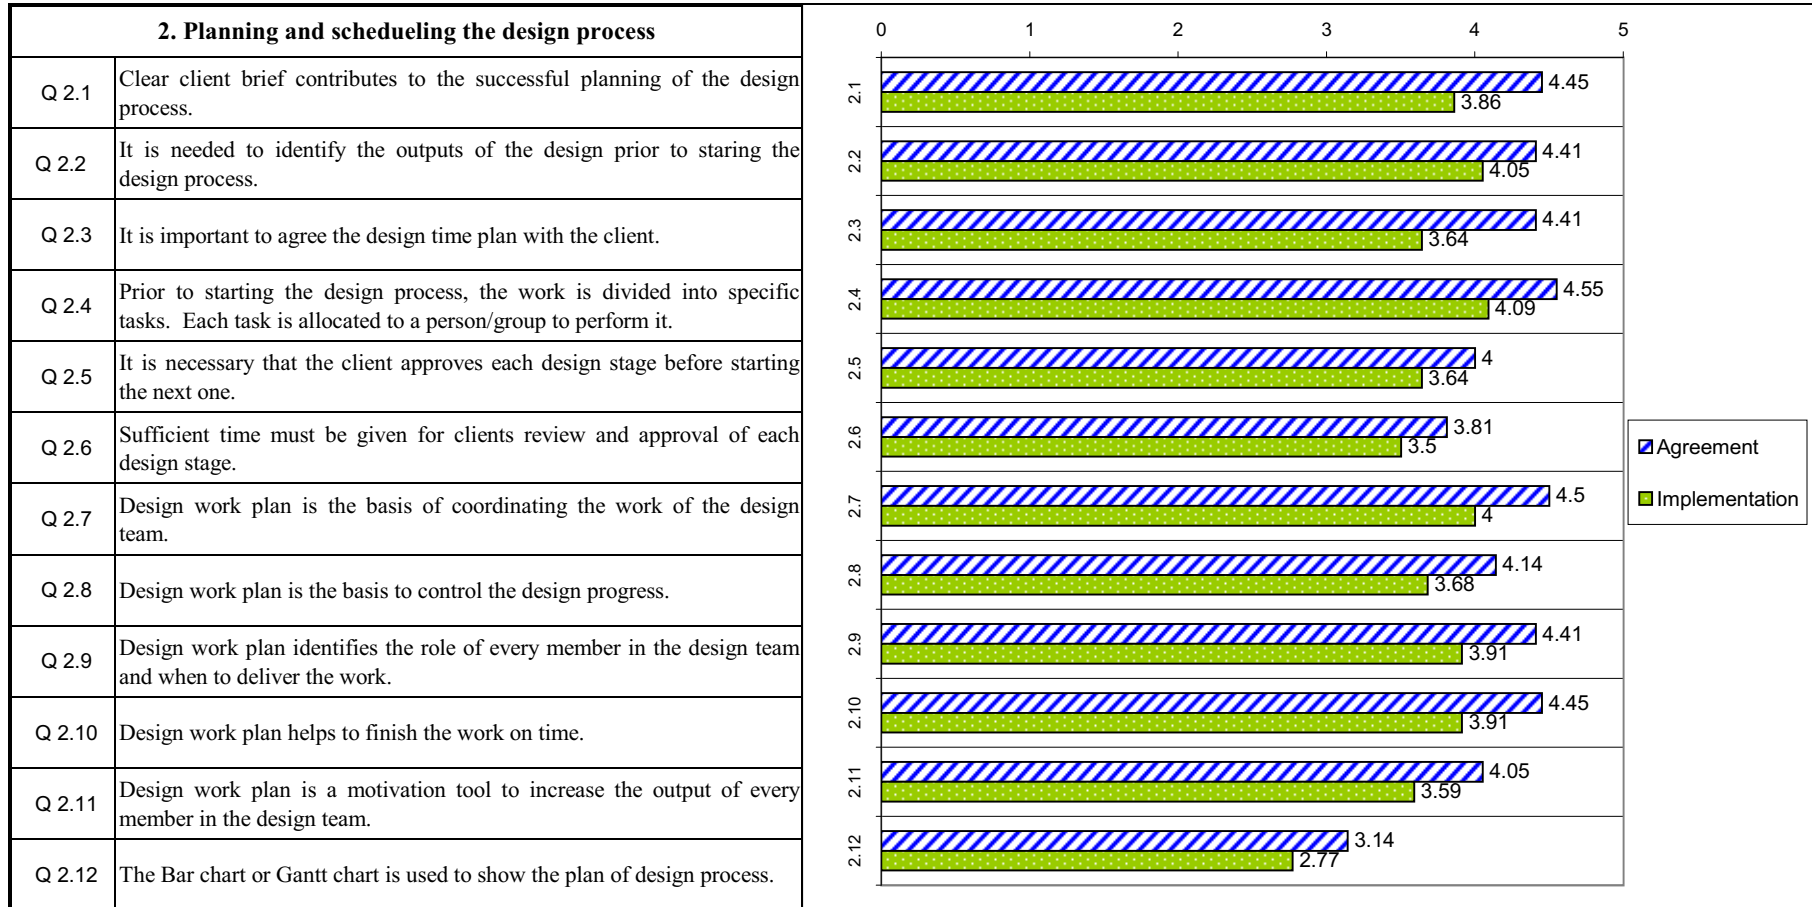 2. Planning and schedueling the design process
Q 2.1
Clear client brief contributes to the successful planning of the design
process.
Q 2.2
It is needed to identify the outputs of the design prior to staring the
design process.
Q 2.3
It is important to agree the design time plan with the client.
Q 2.4
Prior to starting the design process, the work is divided into specific
tasks. Each task is allocated to a person/group to perform it.
Q 2.5
It is necessary that the client approves each design stage before starting
the next one.
Q 2.6
Sufficient time must be given for clients review and approval of each
design stage.
Q 2.7
Design work plan is the basis of coordinating the work of the design
team.
Q 2.8
Design work plan is the basis to control the design progress.
Q 2.9
Design work plan identifies the role of every member in the design team
and when to deliver the work.
Q 2.10
Design work plan helps to finish the work on time.
Q 2.11
Design work plan is a motivation tool to increase the output of every
member in the design team.
Q 2.12
The Bar chart or Gantt chart is used to show the plan of design process.
0 1 2 3 4 5
2.1
4.45
3.86
2.2
4.41
4.05
2.3
4.41
3.64
2.4
4.55
4.09
2.5
4
3.64
2.6
3.81
3.5
2.7
4.5
4
2.8
4.14
3.68
2.9
4.41
3.91
2.10
4.45
3.91
2.11
4.05
3.59
2.12
3.14
2.77
Agreement
Implementation